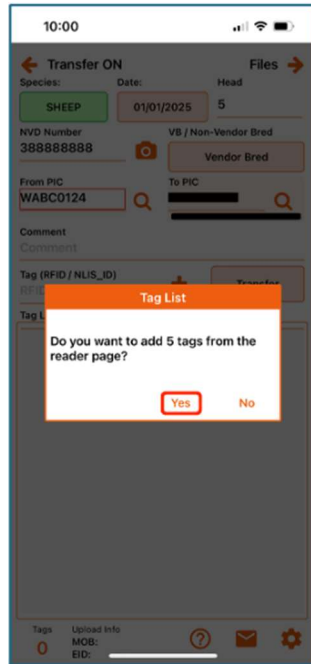 10:00
Transfer ON
Files
Species:
Date:
Head
SHEEP
01/01/2025
5
NVD Number
VB / Non-Vendor Bred
388888888
Vendor Bred
From PIC
To PIC
WABC0124
Comment
Comment
Tag (RFID / NLIS_ID)
RFID
Transfer
Tag L
Tag List
Do you want to add 5 tags from the
reader page?
Yes
No
Tags
Upload Info
0
MOB:
EID: